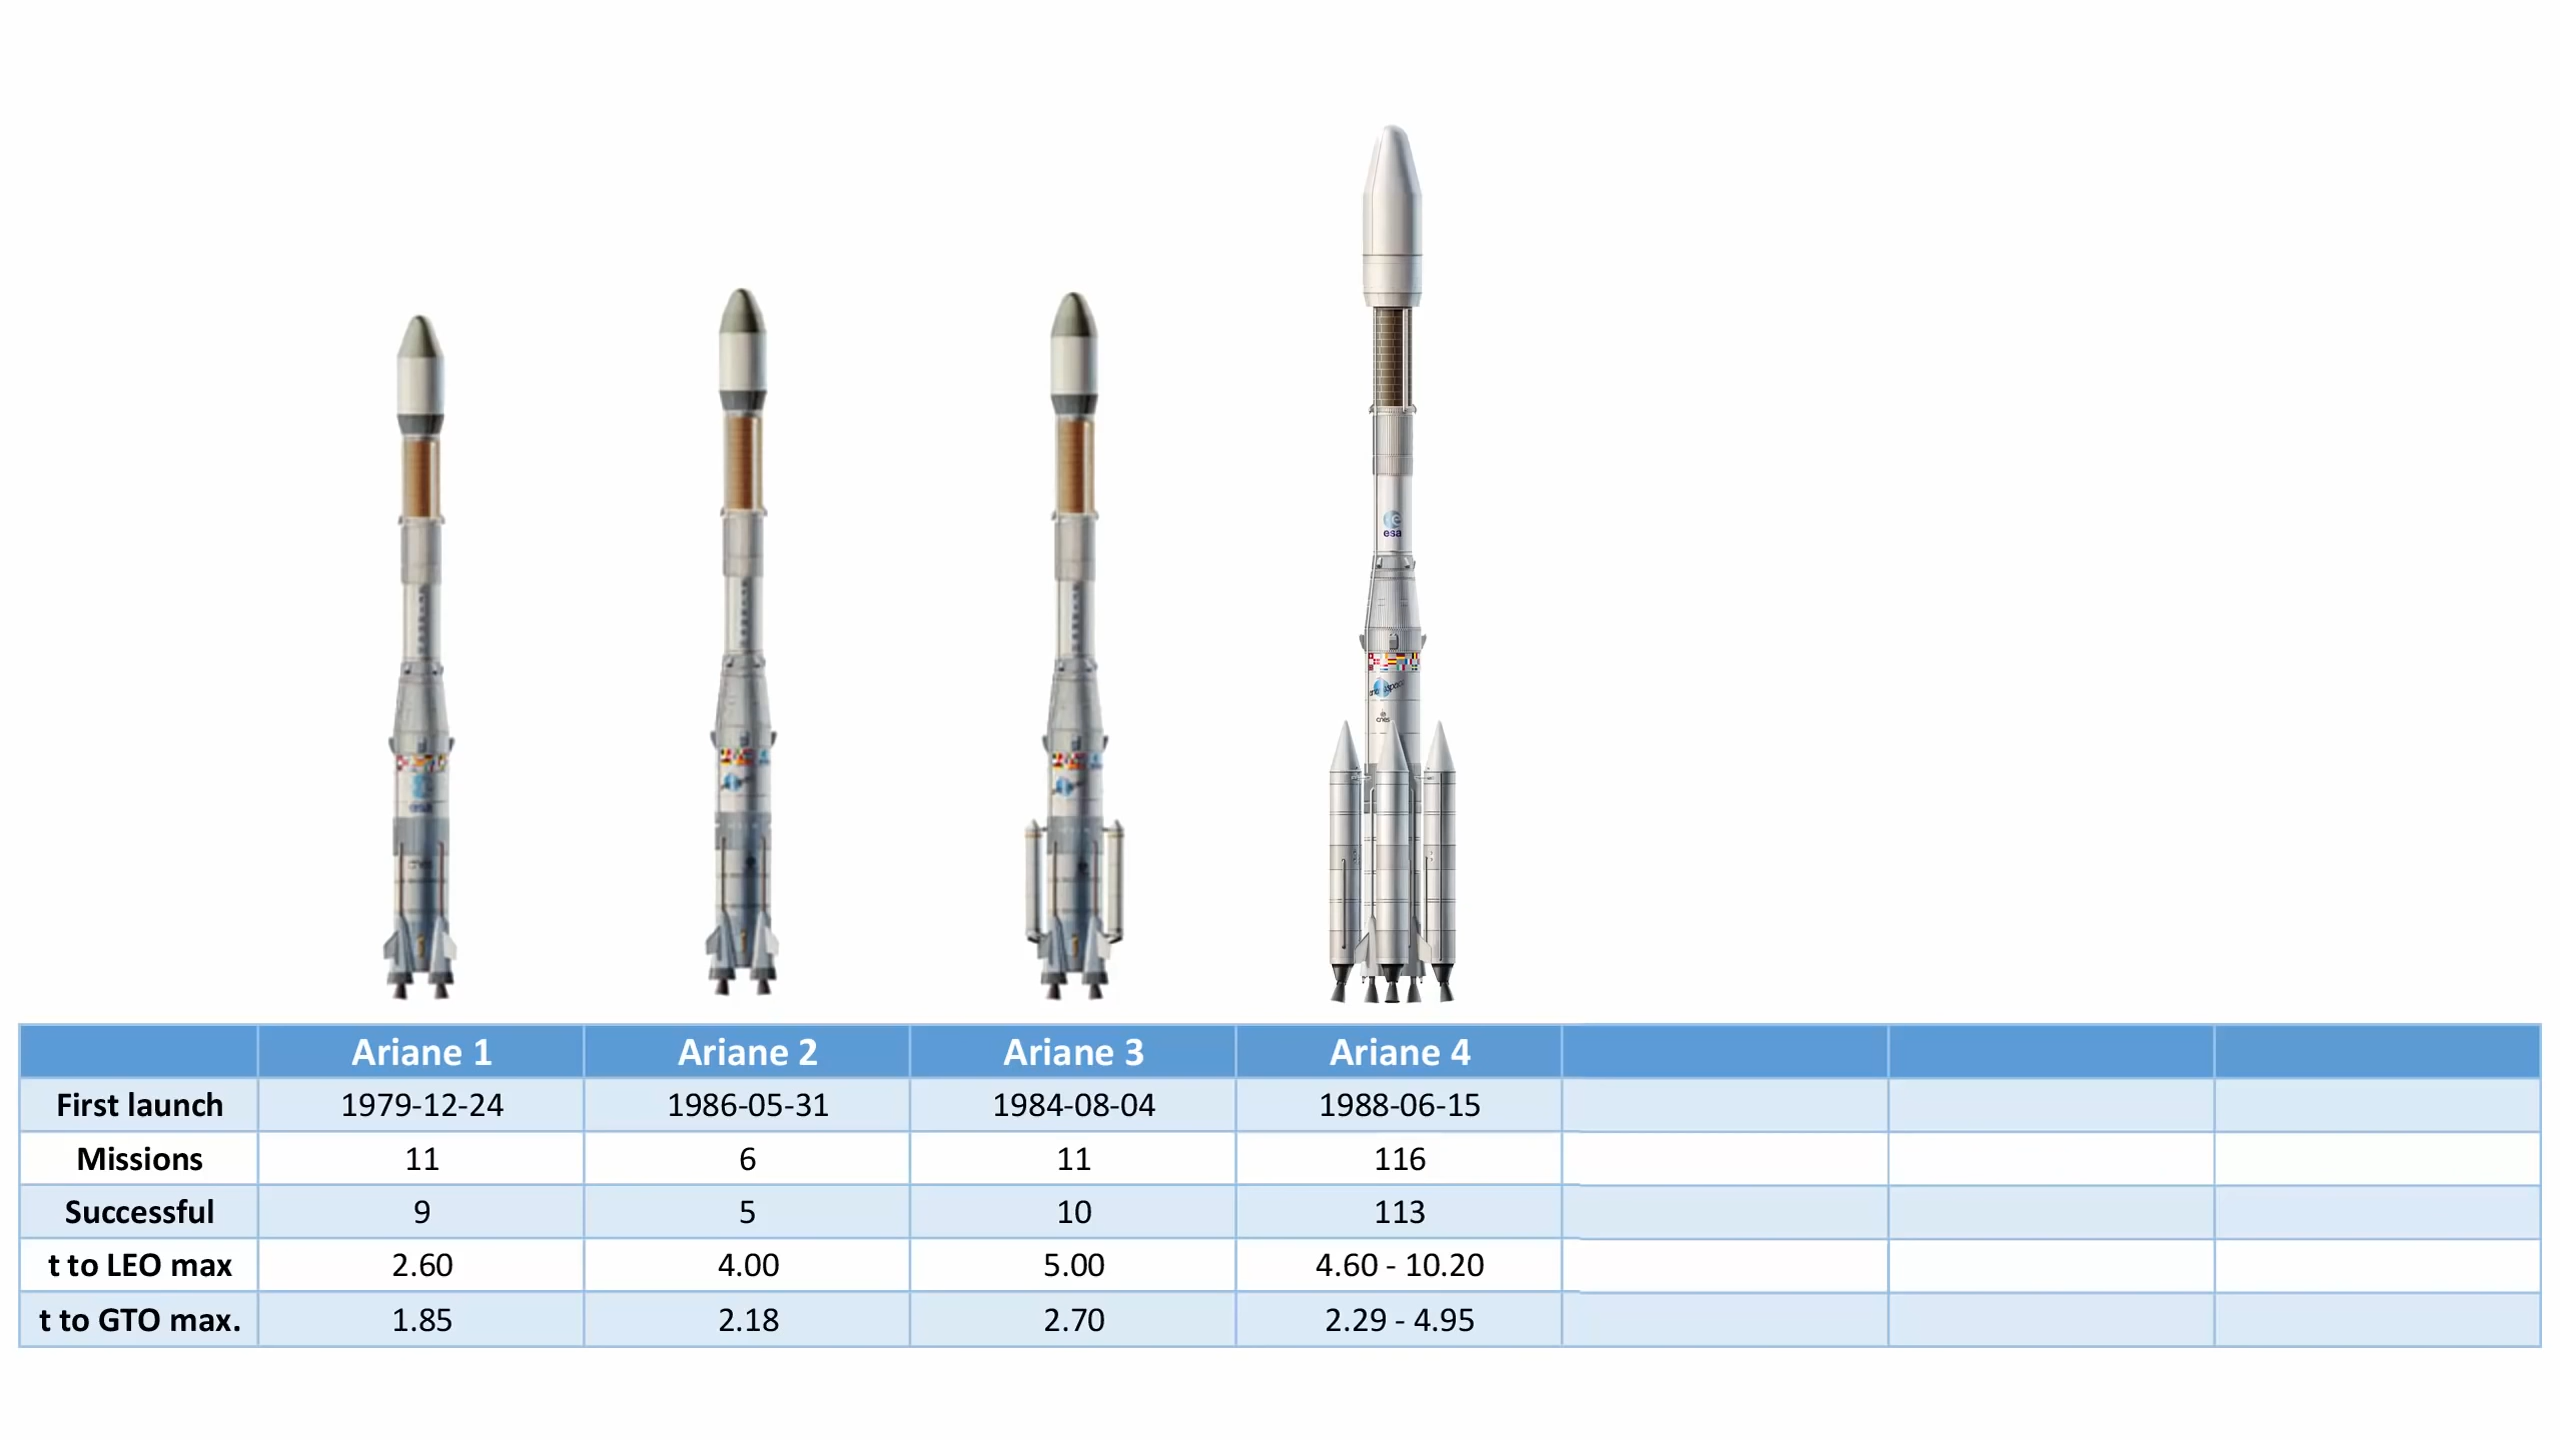 esa
cnes
esa
Ariane 1 Ariane 2 Ariane 3 Ariane 4
First launch 1979-12-24 1986-05-31 1984-08-04 1988-06-15
Missions 11 6 11 116
Successful 9 5 10 113
t to LEO max 2.60 4.00 5.00 4.60 - 10.20
t to GTO max. 1.85 2.18 2.70 2.29 - 4.95